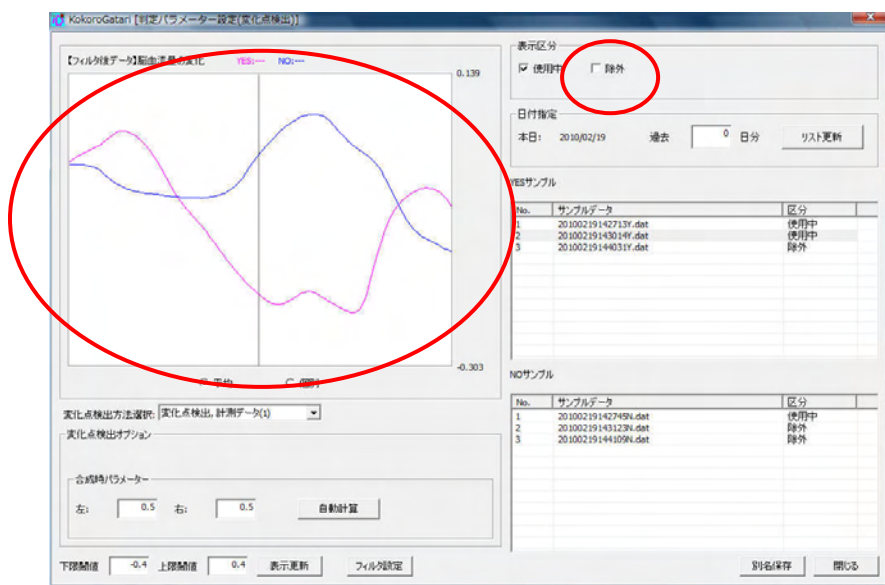 KokoroGatari [判定パラメーター設定(変化点検出)]
【フィルタ後データ】脳血流量の変化 YES:--- NO:---
0.139
-0.303
平均 個別
変化点検出方法選択: 変化点検出, 計測データ(1)
変化点検出オプション
合成時パラメーター
左: 0.5 右: 0.5 自動計算
下限閾値 -0.4 上限閾値 0.4 表示更新 フィルタ設定
表示区分
使用中 除外
日付指定
本日: 2010/02/19 過去 0 日分 リスト更新
YESサンプル
No. サンプルデータ 区分
1 20100219142713Y.dat 使用中
2 20100219143014Y.dat 使用中
3 20100219144031Y.dat 除外
NOサンプル
No. サンプルデータ 区分
1 20100219142745N.dat 使用中
2 20100219143123N.dat 除外
3 20100219144109N.dat 除外
別名保存 閉じる